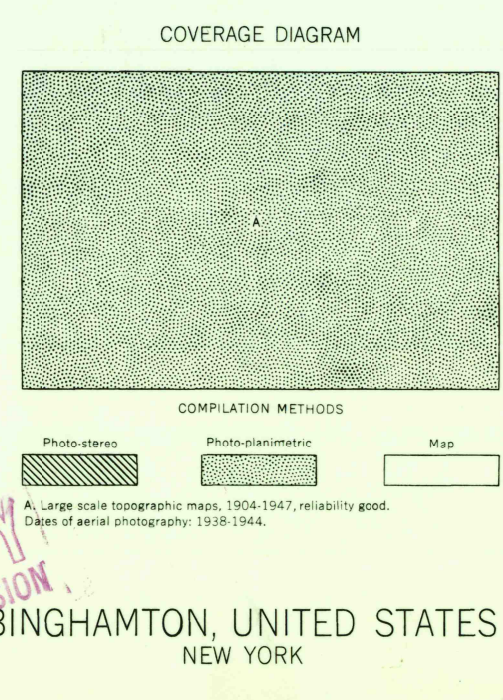 COVERAGE DIAGRAM
A
COMPILATION METHODS
Photo-stereo Photo-planimetric Map
A. Large scale topographic maps, 1904-1947, reliability good.
Dates of aerial photography: 1938-1944.
BINGHAMTON, UNITED STATES
NEW YORK